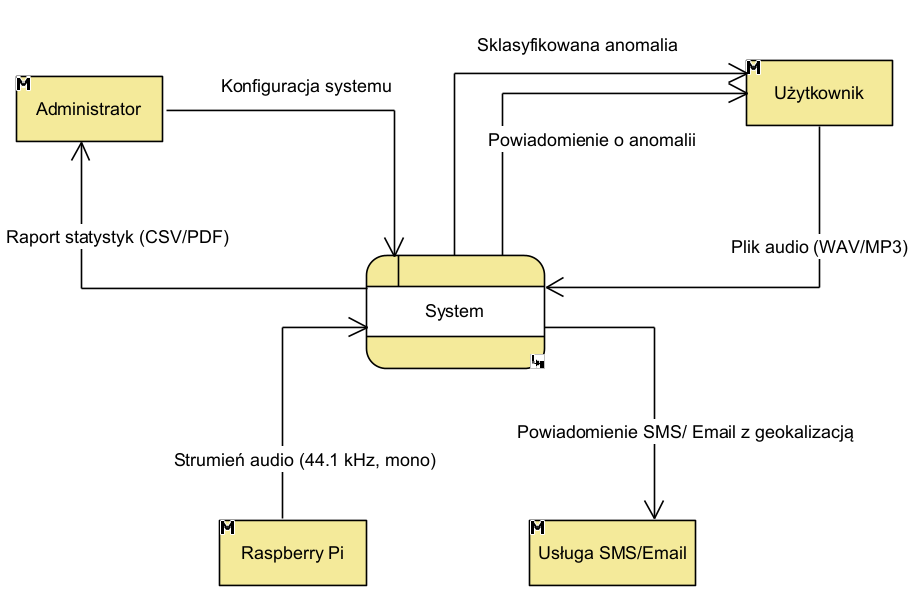 Sklasyfikowana anomalia
M
Administrator
Konfiguracja systemu
M
Użytkownik
Powiadomienie o anomalii
Raport statystyk (CSV/PDF)
Plik audio (WAV/MP3)
System
Powiadomienie SMS/ Email z geokalizacją
Strumień audio (44.1 kHz, mono)
M
Raspberry Pi
M
Usługa SMS/Email